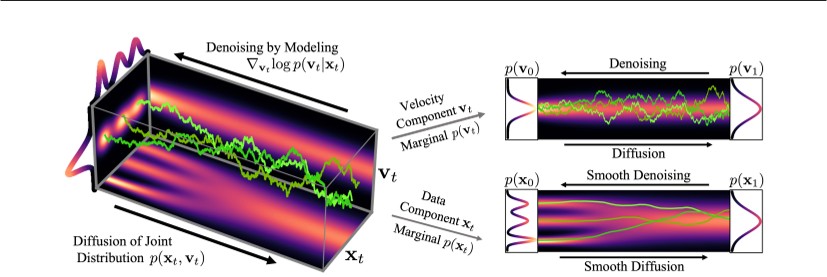 Denoising by Modeling
∇𝐯ₜ log p(𝐯ₜ|𝐱ₜ)
𝐯ₜ
𝐱ₜ
Diffusion of Joint
Distribution p(𝐱ₜ, 𝐯ₜ)
Velocity
Component 𝐯ₜ
Marginal p(𝐯ₜ)
Data
Component 𝐱ₜ
Marginal p(𝐱ₜ)
p(𝐯₀)
Denoising
p(𝐯₁)
Diffusion
p(𝐱₀)
Smooth Denoising
p(𝐱₁)
Smooth Diffusion